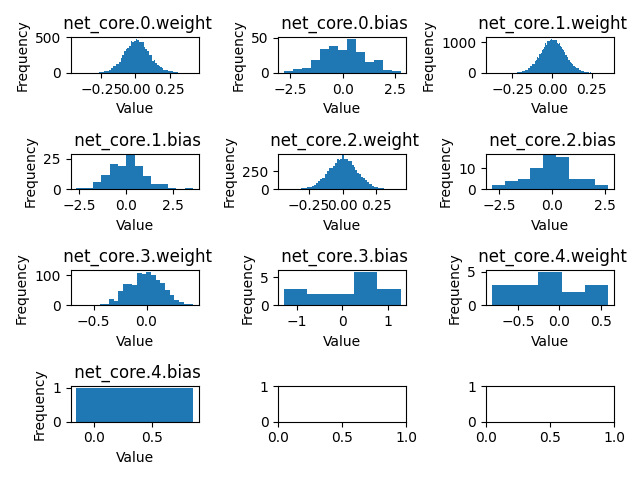 net_core.0.weight
Frequency
500
0
−0.25 0.00 0.25
Value
net_core.0.bias
Frequency
50
0
−2.5 0.0 2.5
Value
net_core.1.weight
Frequency
1000
0
−0.25 0.00 0.25
Value
net_core.1.bias
Frequency
25
0
−2.5 0.0 2.5
Value
net_core.2.weight
Frequency
250
0
−0.25 0.00 0.25
Value
net_core.2.bias
Frequency
10
0
−2.5 0.0 2.5
Value
net_core.3.weight
Frequency
100
0
−0.5 0.0
Value
net_core.3.bias
Frequency
5
0
−1 0 1
Value
net_core.4.weight
Frequency
5
0
−0.5 0.0 0.5
Value
net_core.4.bias
Frequency
1
0
0.0 0.5
Value
1
0
0.0 0.5 1.0
1
0
0.0 0.5 1.0